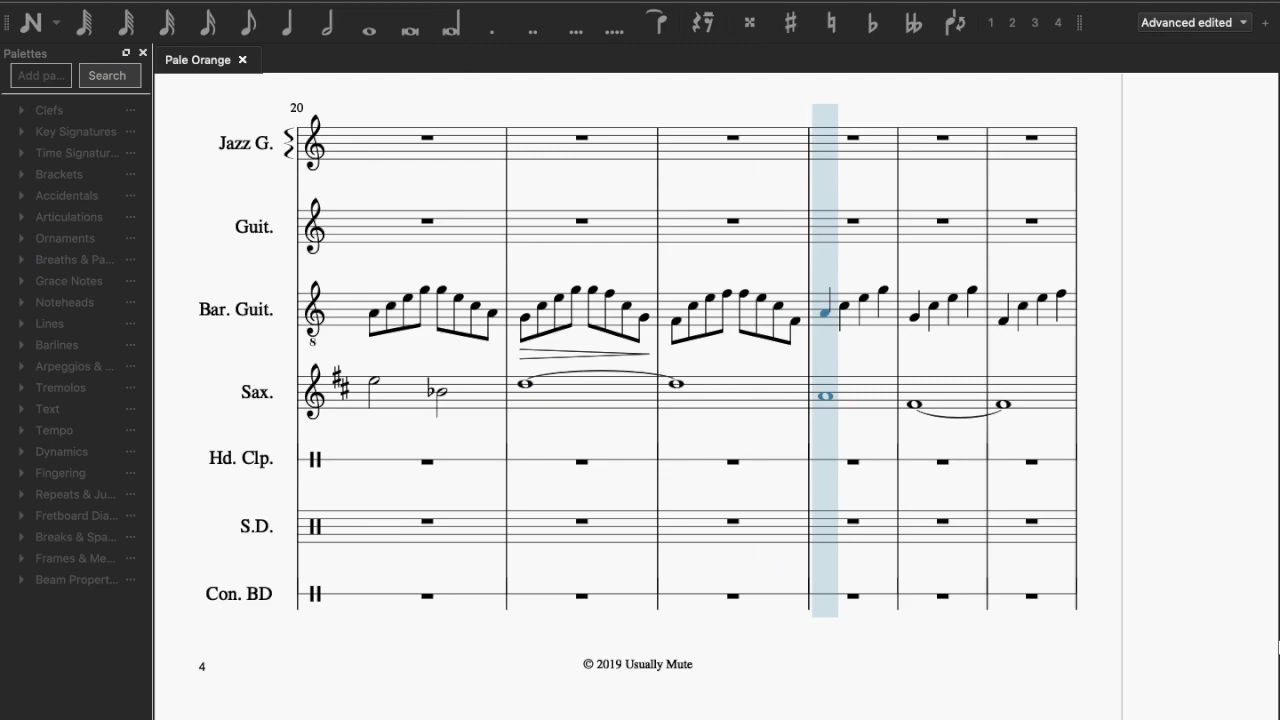 1 2 3 4
Advanced edited
Palettes
Add pa...
Search
Pale Orange
Clefs
Key Signatures
Time Signatur...
Brackets
Accidentals
Articulations
Ornaments
Breaths & Pa...
Grace Notes
Noteheads
Lines
Barlines
Arpeggios & ...
Tremolos
Text
Tempo
Dynamics
Fingering
Repeats & Ju...
Fretboard Dia...
Breaks & Spa...
Frames & Me...
Beam Propert...
20
Jazz G.
Guit.
Bar. Guit.
8
Sax.
Hd. Clp.
S.D.
Con. BD
4
© 2019 Usually Mute